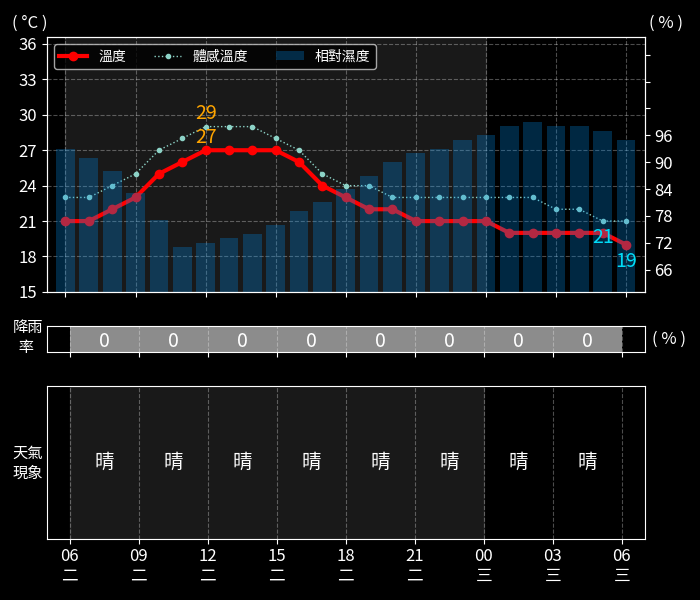 ( °C )
( % )
溫度
體感溫度
相對濕度
36
33
30
27
24
21
18
15
96
90
84
78
72
66
29
27
21
19
降雨
率
0 0 0 0 0 0 0 0
( % )
天氣
現象
晴 晴 晴 晴 晴 晴 晴 晴
06 09 12 15 18 21 00 03 06
二 二 二 二 二 二 三 三 三